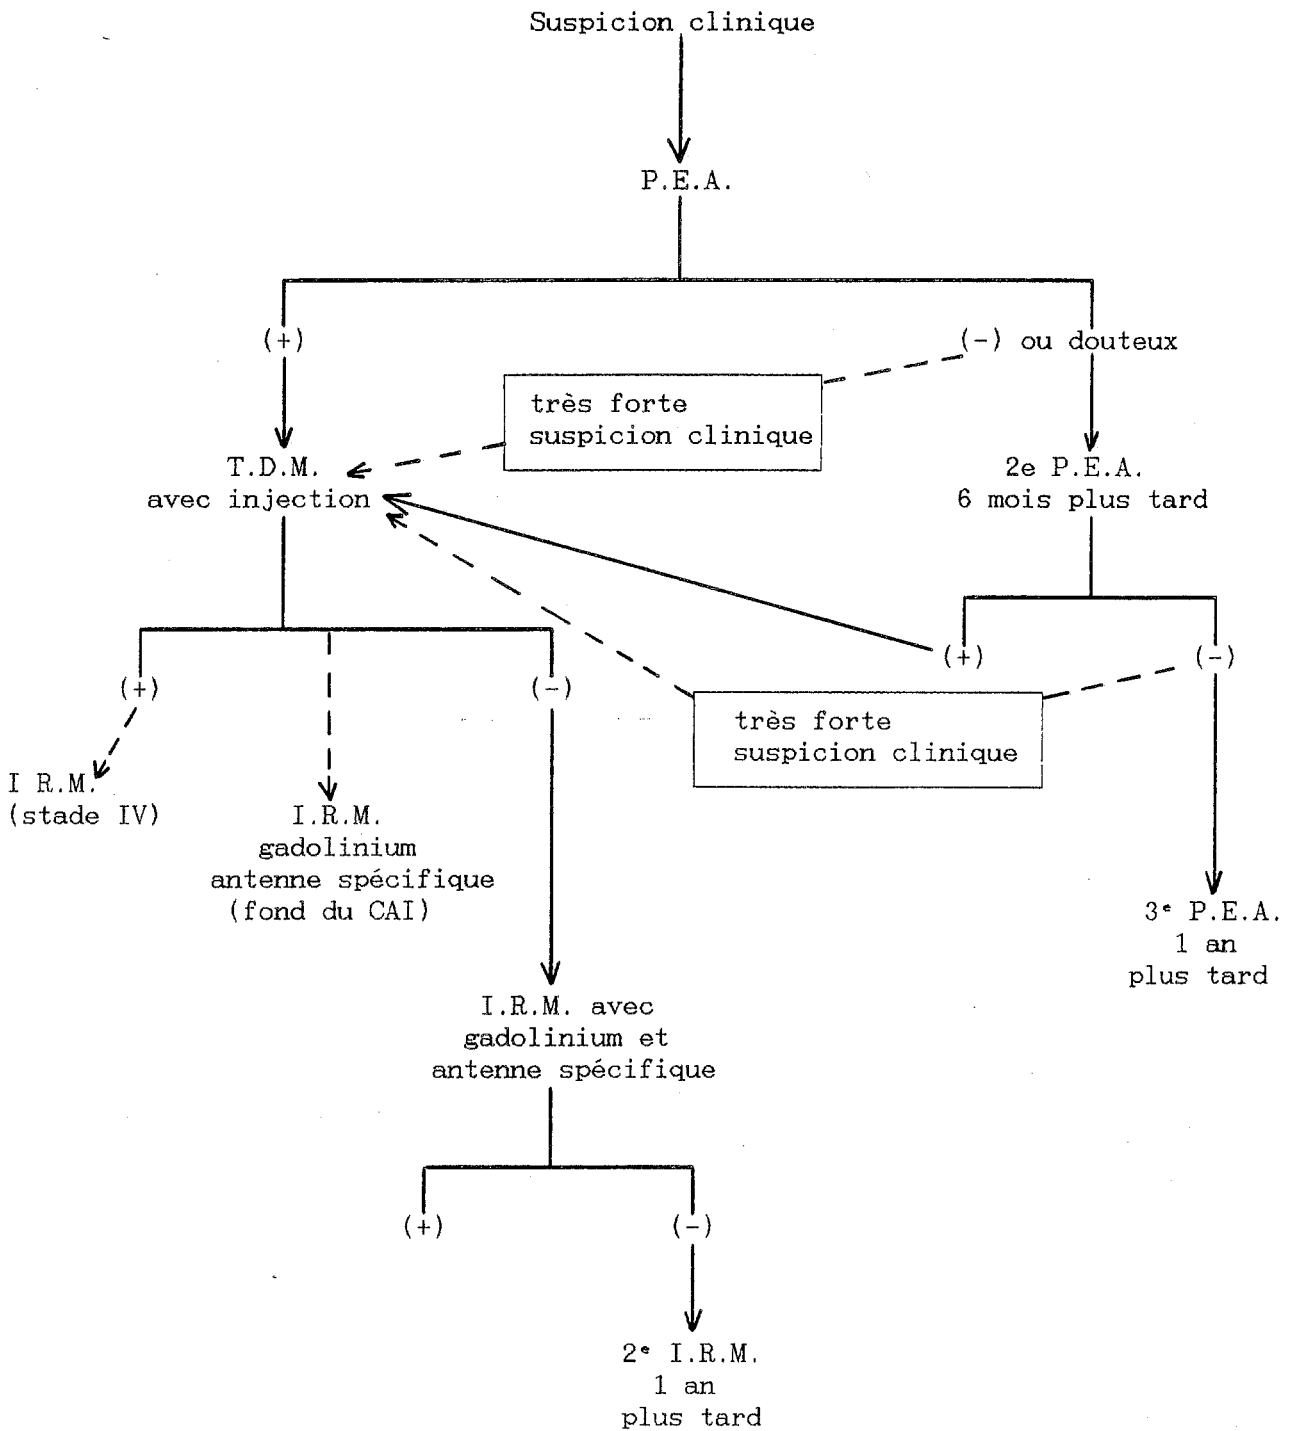 Suspicion clinique
P.E.A.
(+)
(-) ou douteux
très forte
suspicion clinique
T.D.M.
avec injection
2e P.E.A.
6 mois plus tard
(+)
(-)
(+)
(-)
très forte
suspicion clinique
I R.M.
(stade IV)
I.R.M.
gadolinium
antenne spécifique
(fond du CAI)
3e P.E.A.
1 an
plus tard
I.R.M. avec
gadolinium et
antenne spécifique
(+)
(-)
2e I.R.M.
1 an
plus tard